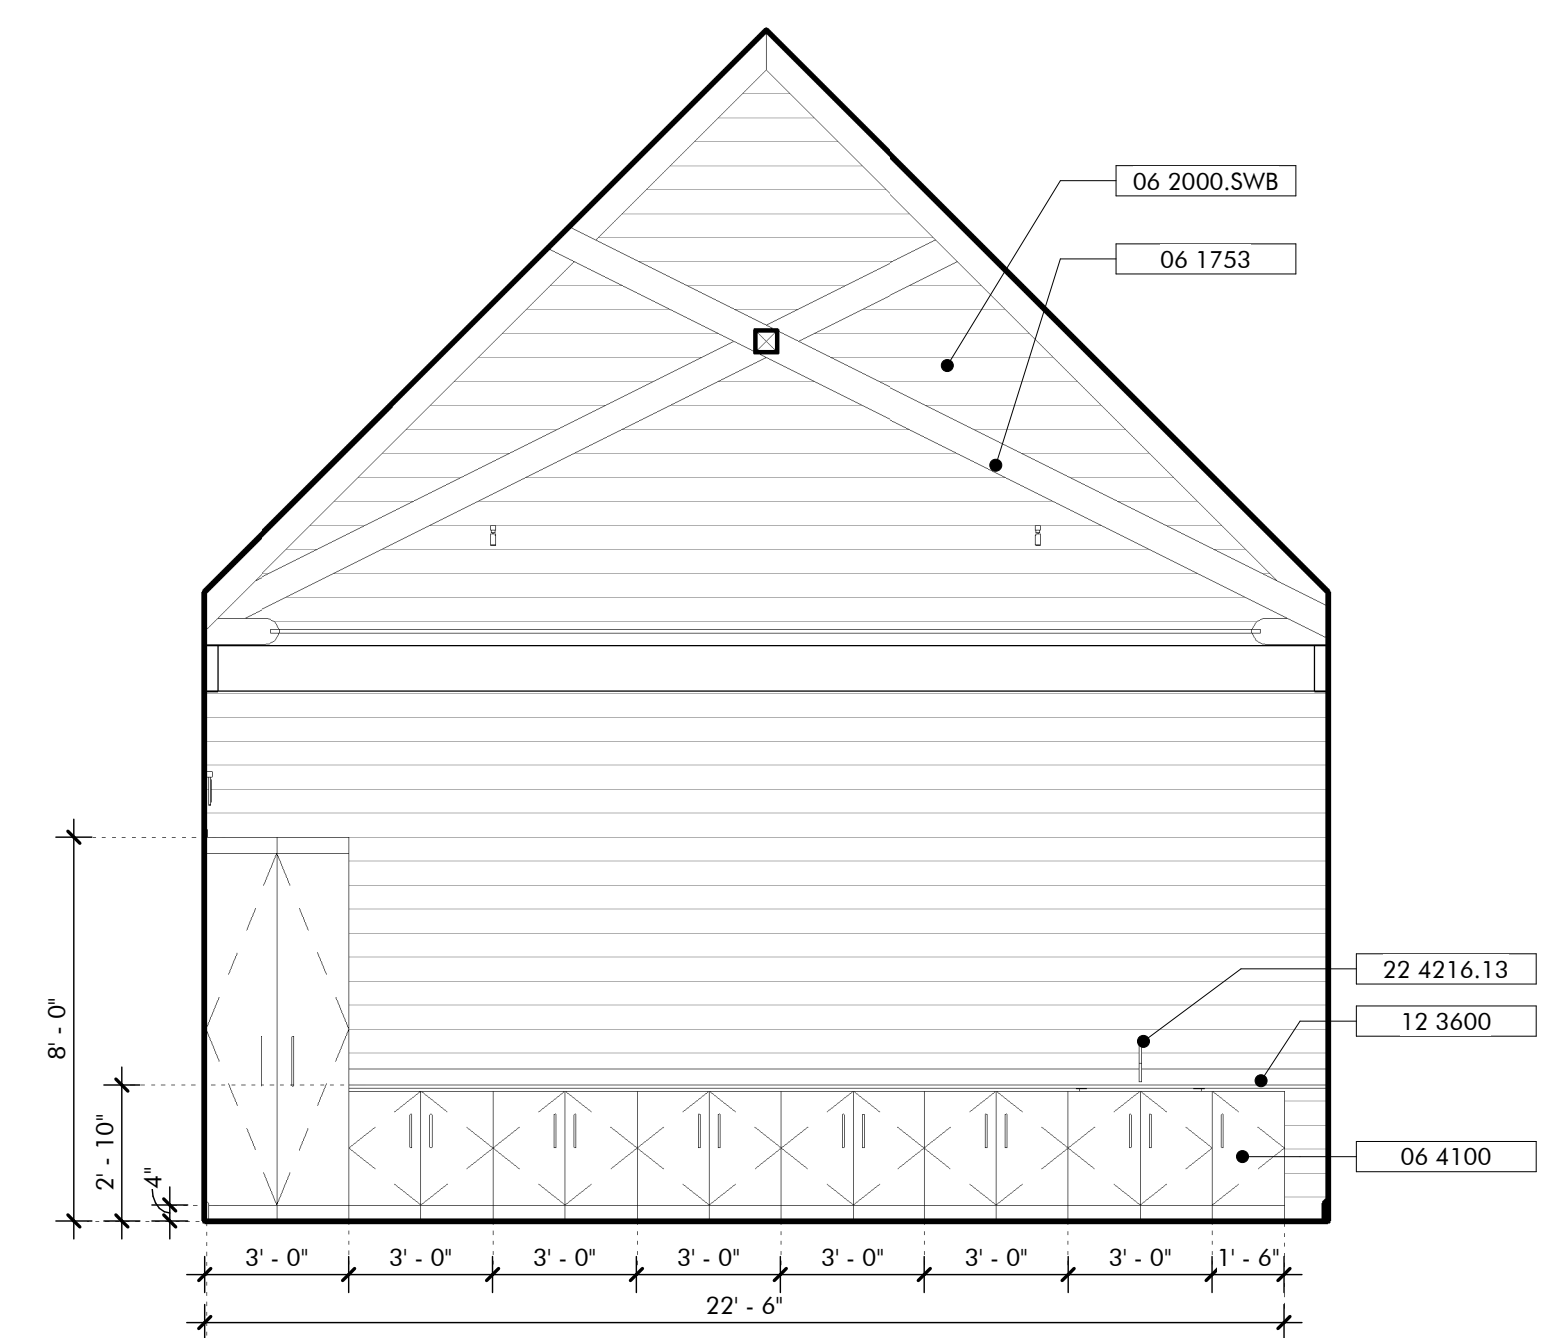 06 2000.SWB
06 1753
22 4216.13
12 3600
06 4100
8' - 0"
2' - 10"
4"
3' - 0"
3' - 0"
3' - 0"
3' - 0"
3' - 0"
3' - 0"
3' - 0"
1' - 6"
22' - 6"